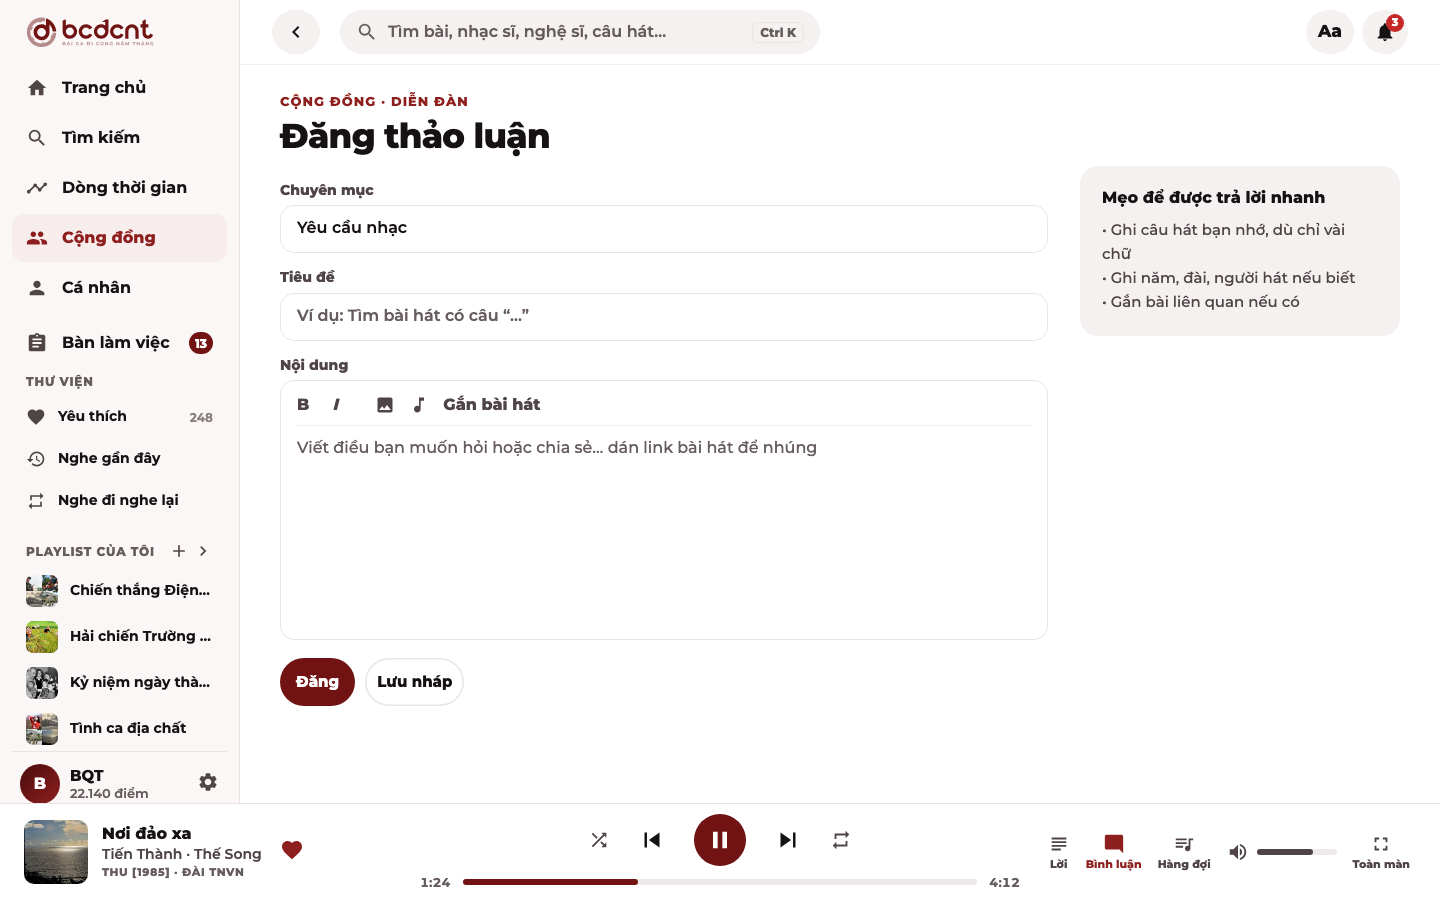 bcdcnt
BÀI CA ĐI CÙNG NĂM THÁNG
Trang chủ
Tìm kiếm
Dòng thời gian
Cộng đồng
Cá nhân
Bàn làm việc 13
THƯ VIỆN
Yêu thích 248
Nghe gần đây
Nghe đi nghe lại
PLAYLIST CỦA TÔI
Chiến thắng Điện...
Hải chiến Trường ...
Kỷ niệm ngày thà...
Tình ca địa chất
B
BQT
22.140 điểm
Tìm bài, nhạc sĩ, nghệ sĩ, câu hát... Ctrl K
Aa
3
CỘNG ĐỒNG · DIỄN ĐÀN
Đăng thảo luận
Chuyên mục
Yêu cầu nhạc
Tiêu đề
Ví dụ: Tìm bài hát có câu “...”
Nội dung
B I Gắn bài hát
Viết điều bạn muốn hỏi hoặc chia sẻ... dán link bài hát để nhúng
Đăng
Lưu nháp
Mẹo để được trả lời nhanh
• Ghi câu hát bạn nhớ, dù chỉ vài
chữ
• Ghi năm, đài, người hát nếu biết
• Gắn bài liên quan nếu có
Nơi đảo xa
Tiến Thành · Thế Song
THU [1985] · ĐÀI TNVN
1:24
4:12
Lời
Bình luận
Hàng đợi
Toàn màn